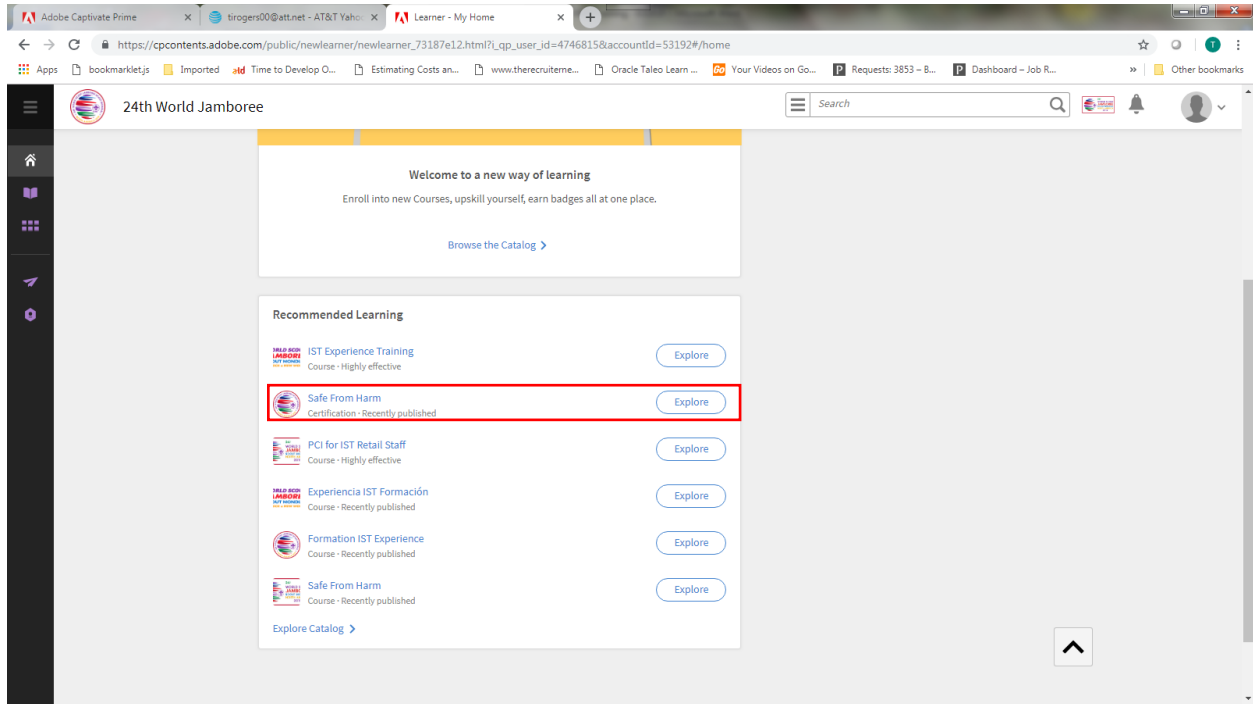 Adobe Captivate Prime
tirogers00@att.net - AT&T Yaho
Learner - My Home
https://cpcontents.adobe.com/public/newlearner/newlearner_73187e12.html?i_qp_user_id=4746815&accountId=53192#/home
T
Apps
bookmarklet.js
Imported
Time to Develop O...
Estimating Costs an...
www.therecruiterne...
Oracle Taleo Learn ...
Your Videos on Go...
Requests: 3853 – B...
Dashboard – Job R...
»
Other bookmarks
24th World Jamboree
Search
Welcome to a new way of learning
Enroll into new Courses, upskill yourself, earn badges all at one place.
Browse the Catalog
Recommended Learning
IST Experience Training
Course - Highly effective
Explore
Safe From Harm
Certification - Recently published
Explore
PCI for IST Retail Staff
Course - Highly effective
Explore
Experiencia IST Formación
Course - Recently published
Explore
Formation IST Experience
Course - Recently published
Explore
Safe From Harm
Course - Recently published
Explore
Explore Catalog